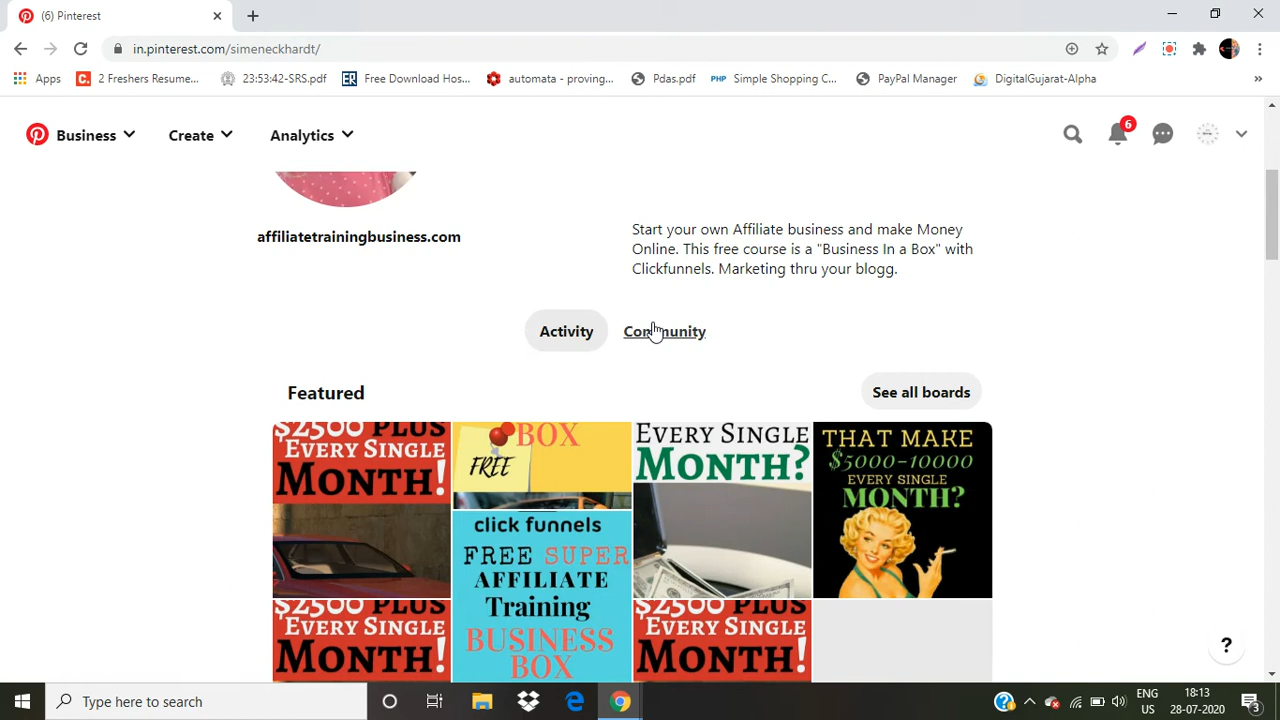 (6) Pinterest
in.pinterest.com/simeneckhardt/
Apps
2 Freshers Resume...
23:53:42-SRS.pdf
Free Download Hos...
automata - proving...
Pdas.pdf
Simple Shopping C...
PayPal Manager
DigitalGujarat-Alpha
»
Business
Create
Analytics
6
affiliatetrainingbusiness.com
Start your own Affiliate business and make Money
Online. This free course is a "Business In a Box" with
Clickfunnels. Marketing thru your blogg.
Activity
Community
Featured
See all boards
$2500 PLUS
EVERY SINGLE
MONTH!
BOX
FREE
EVERY SINGLE
MONTH?
THAT MAKE
$5000-10000
EVERY SINGLE
MONTH?
click funnels
FREE SUPER
AFFILIATE
Training
BUSINESS
BOX
$2500 PLUS
EVERY SINGLE
MONTH!
$2500 PLUS
EVERY SINGLE
MONTH!
?
Type here to search
ENG
US
18:13
28-07-2020
3